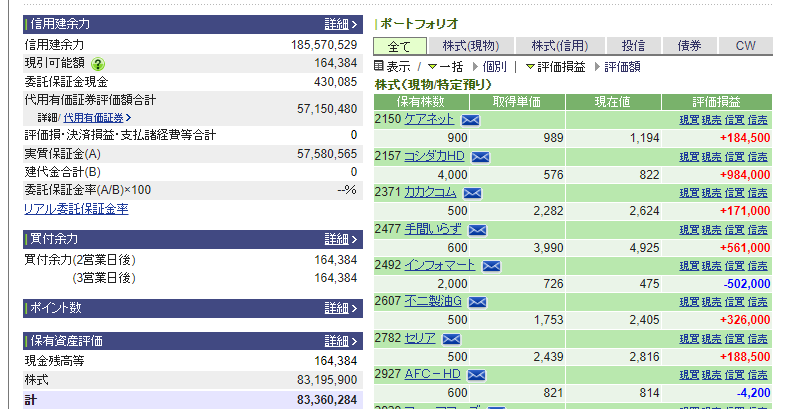 信用建余力 詳細
信用建余力 185,570,529
現引可能額 ? 164,384
委託保証金現金 430,085
代用有価証券評価額合計 57,150,480
詳細/代用有価証券
評価損・決済損益・支払諸経費等合計 0
実質保証金(A) 57,580,565
建代金合計(B) 0
委託保証金率(A/B)×100 --%
リアル委託保証金率
買付余力 詳細
買付余力(2営業日後) 164,384
(3営業日後) 164,384
ポイント数 詳細
保有資産評価 詳細
現金残高等 164,384
株式 83,195,900
計 83,360,284
ポートフォリオ
全て 株式(現物) 株式(信用) 投信 債券 CW
表示 / 一括 個別 | 評価損益 評価額
株式(現物/特定預り)
保有株数 取得単価 現在値 評価損益
2150 ケアネット 現買 現売 信買 信売
900 989 1,194 +184,500
2157 コシダカHD 現買 現売 信買 信売
4,000 576 822 +984,000
2371 カカクコム 現買 現売 信買 信売
500 2,282 2,624 +171,000
2477 手間いらず 現買 現売 信買 信売
600 3,990 4,925 +561,000
2492 インフォマート 現買 現売 信買 信売
2,000 726 475 -502,000
2607 不二製油G 現買 現売 信買 信売
500 1,753 2,405 +326,000
2782 セリア 現買 現売 信買 信売
500 2,439 2,816 +188,500
2927 AFC-HD 現買 現売 信買 信売
600 821 814 -4,200